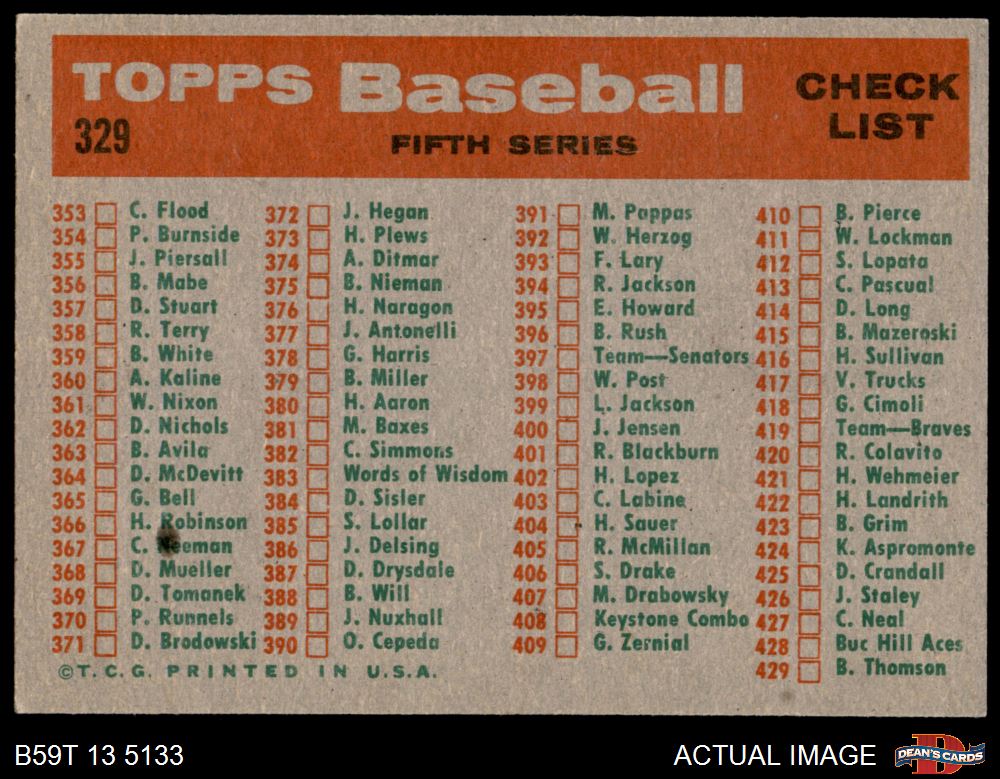 TOPPS Baseball
CHECK LIST
329
FIFTH SERIES
353 C. Flood
354 P. Burnside
355 J. Piersall
356 B. Mabe
357 D. Stuart
358 R. Terry
359 B. White
360 A. Kaline
361 W. Nixon
362 D. Nichols
363 B. Avila
364 D. McDevitt
365 G. Bell
366 H. Robinson
367 C. eeman
368 D. Mueller
369 D. Tomanek
370 P. Runnels
371 D. Brodowski
372 J. Hegan
373 H. Plews
374 A. Ditmar
375 B. Nieman
376 H. Naragon
377 J. Antonelli
378 G. Harris
379 B. Miller
380 H. Aaron
381 M. Baxes
382 C. Simmons
383 Words of Wisdom
384 D. Sisler
385 S. Lollar
386 J. Delsing
387 D. Drysdale
388 B. Will
389 J. Nuxhall
390 O. Cepeda
391 M. Pappas
392 W. Herzog
393 F. Lary
394 R. Jackson
395 E. Howard
396 B. Rush
397 Team—Senators
398 W. Post
399 L. Jackson
400 J. Jensen
401 R. Blackburn
402 H. Lopez
403 C. Labine
404 H. Sauer
405 R. McMillan
406 S. Drake
407 M. Drabowsky
408 Keystone Combo
409 G. Zernial
410 B. Pierce
411 W. Lockman
412 S. Lopata
413 C. Pascual
414 D. Long
415 B. Mazeroski
416 H. Sullivan
417 V. Trucks
418 G. Cimoli
419 Team—Braves
420 R. Colavito
421 H. Wehmeier
422 H. Landrith
423 B. Grim
424 K. Aspromonte
425 D. Crandall
426 J. Staley
427 C. Neal
428 Buc Hill Aces
429 B. Thomson
©T.C.G. PRINTED IN U.S.A.
B59T 13 5133
ACTUAL IMAGE
D
DEAN'S CARDS